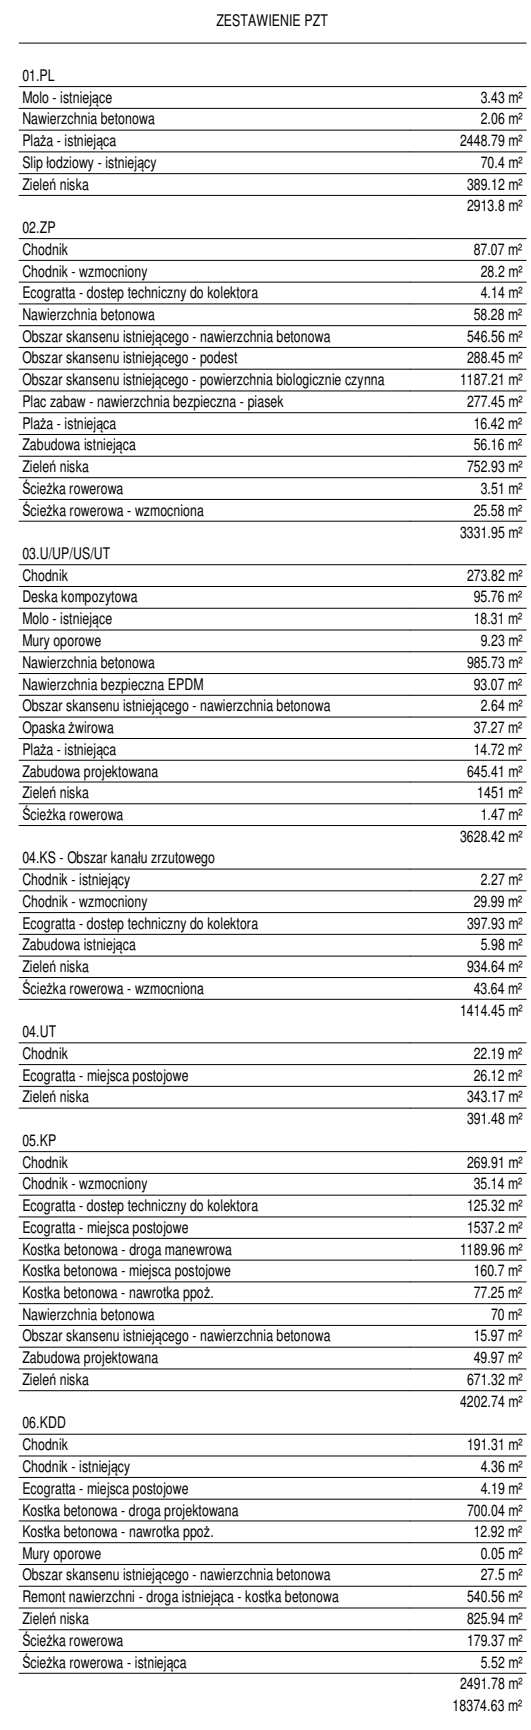 ZESTAWIENIE PZT
01.PL
Molo - istniejące 3.43 m²
Nawierzchnia betonowa 2.06 m²
Plaża - istniejąca 2448.79 m²
Slip łodziowy - istniejący 70.4 m²
Zieleń niska 389.12 m²
2913.8 m²
02.ZP
Chodnik 87.07 m²
Chodnik - wzmocniony 28.2 m²
Ecogratta - dostep techniczny do kolektora 4.14 m²
Nawierzchnia betonowa 58.28 m²
Obszar skansenu istniejącego - nawierzchnia betonowa 546.56 m²
Obszar skansenu istniejącego - podest 288.45 m²
Obszar skansenu istniejącego - powierzchnia biologicznie czynna 1187.21 m²
Plac zabaw - nawierzchnia bezpieczna - piasek 277.45 m²
Plaża - istniejąca 16.42 m²
Zabudowa istniejąca 56.16 m²
Zieleń niska 752.93 m²
Ścieżka rowerowa 3.51 m²
Ścieżka rowerowa - wzmocniona 25.58 m²
3331.95 m²
03.U/UP/US/UT
Chodnik 273.82 m²
Deska kompozytowa 95.76 m²
Molo - istniejące 18.31 m²
Mury oporowe 9.23 m²
Nawierzchnia betonowa 985.73 m²
Nawierzchnia bezpieczna EPDM 93.07 m²
Obszar skansenu istniejącego - nawierzchnia betonowa 2.64 m²
Opaska żwirowa 37.27 m²
Plaża - istniejąca 14.72 m²
Zabudowa projektowana 645.41 m²
Zieleń niska 1451 m²
Ścieżka rowerowa 1.47 m²
3628.42 m²
04.KS - Obszar kanału zrzutowego
Chodnik - istniejący 2.27 m²
Chodnik - wzmocniony 29.99 m²
Ecogratta - dostep techniczny do kolektora 397.93 m²
Zabudowa istniejąca 5.98 m²
Zieleń niska 934.64 m²
Ścieżka rowerowa - wzmocniona 43.64 m²
1414.45 m²
04.UT
Chodnik 22.19 m²
Ecogratta - miejsca postojowe 26.12 m²
Zieleń niska 343.17 m²
391.48 m²
05.KP
Chodnik 269.91 m²
Chodnik - wzmocniony 35.14 m²
Ecogratta - dostep techniczny do kolektora 125.32 m²
Ecogratta - miejsca postojowe 1537.2 m²
Kostka betonowa - droga manewrowa 1189.96 m²
Kostka betonowa - miejsca postojowe 160.7 m²
Kostka betonowa - nawrotka ppoż. 77.25 m²
Nawierzchnia betonowa 70 m²
Obszar skansenu istniejącego - nawierzchnia betonowa 15.97 m²
Zabudowa projektowana 49.97 m²
Zieleń niska 671.32 m²
4202.74 m²
06.KDD
Chodnik 191.31 m²
Chodnik - istniejący 4.36 m²
Ecogratta - miejsca postojowe 4.19 m²
Kostka betonowa - droga projektowana 700.04 m²
Kostka betonowa - nawrotka ppoż. 12.92 m²
Mury oporowe 0.05 m²
Obszar skansenu istniejącego - nawierzchnia betonowa 27.5 m²
Remont nawierzchni - droga istniejąca - kostka betonowa 540.56 m²
Zieleń niska 825.94 m²
Ścieżka rowerowa 179.37 m²
Ścieżka rowerowa - istniejąca 5.52 m²
2491.78 m²
18374.63 m²